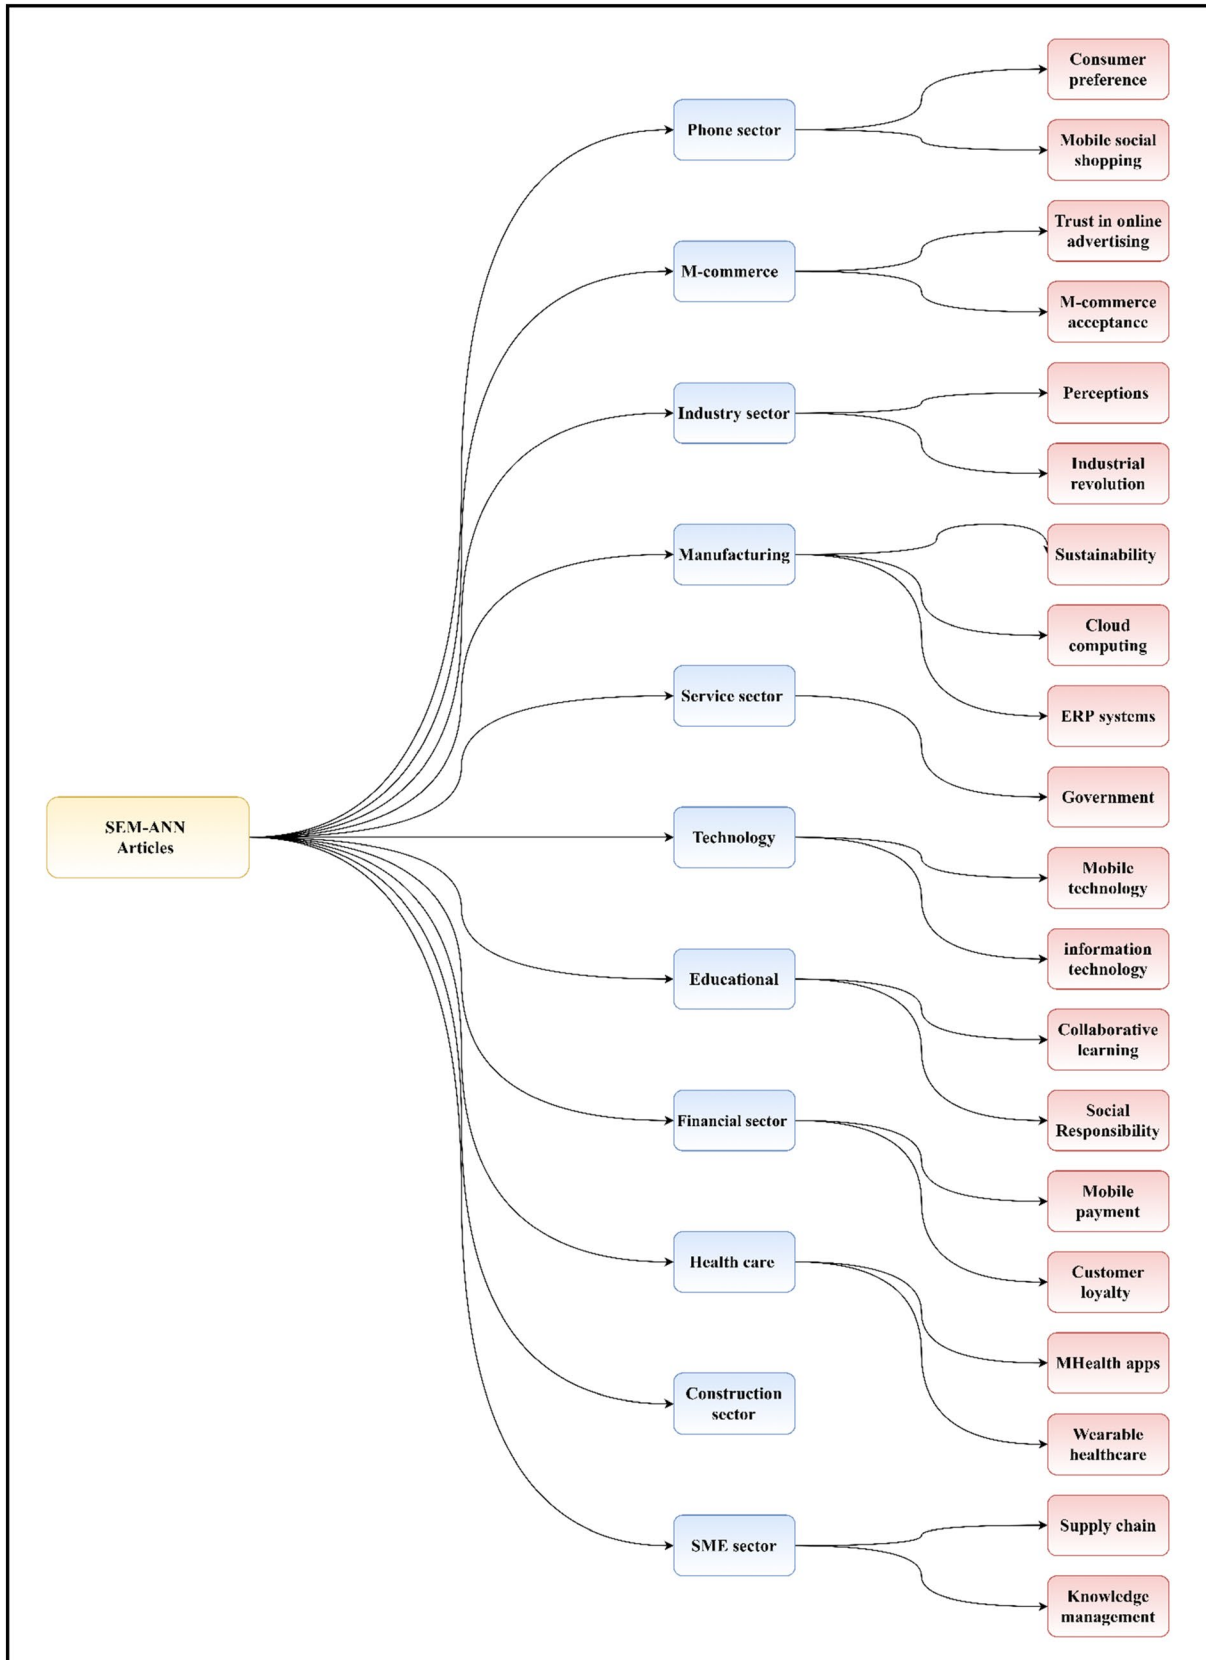 SEM-ANN
Articles
Phone sector
M-commerce
Industry sector
Manufacturing
Service sector
Technology
Educational
Financial sector
Health care
Construction
sector
SME sector
Consumer
preference
Mobile social
shopping
Trust in online
advertising
M-commerce
acceptance
Perceptions
Industrial
revolution
Sustainability
Cloud
computing
ERP systems
Government
Mobile
technology
information
technology
Collaborative
learning
Social
Responsibility
Mobile
payment
Customer
loyalty
MHealth apps
Wearable
healthcare
Supply chain
Knowledge
management